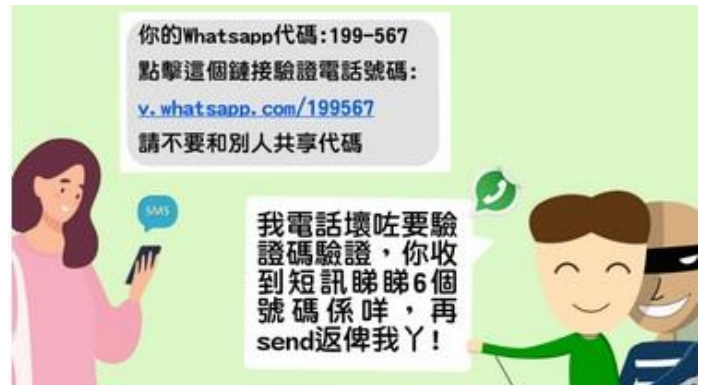 你的Whatsapp代碼:199-567
點擊這個鏈接驗證電話號碼:
v.whatsapp.com/199567
請不要和別人共享代碼
SMS
我電話壞咗要驗
證碼驗證，你收
到短訊睇睇6個
號碼係咩，再
send返俾我丫!